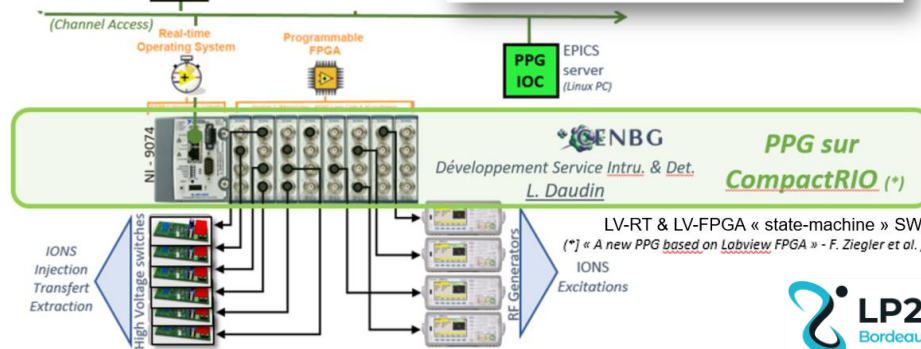 (Channel Access)
Real-time
Operating System
Programmable
FPGA
PPG
IOC
EPICS
server
(Linux PC)
NI - 9074
CENBG
Développement Service Intru. & Det.
L. Daudin
PPG sur
CompactRIO (*)
High Voltage switches
IONS
Injection
Transfert
Extraction
RF Generators
IONS
Excitations
LV-RT & LV-FPGA « state-machine » SW
(*] « A new PPG based on Labview FPGA » - F. Ziegler et al.
LP2
Bordeau